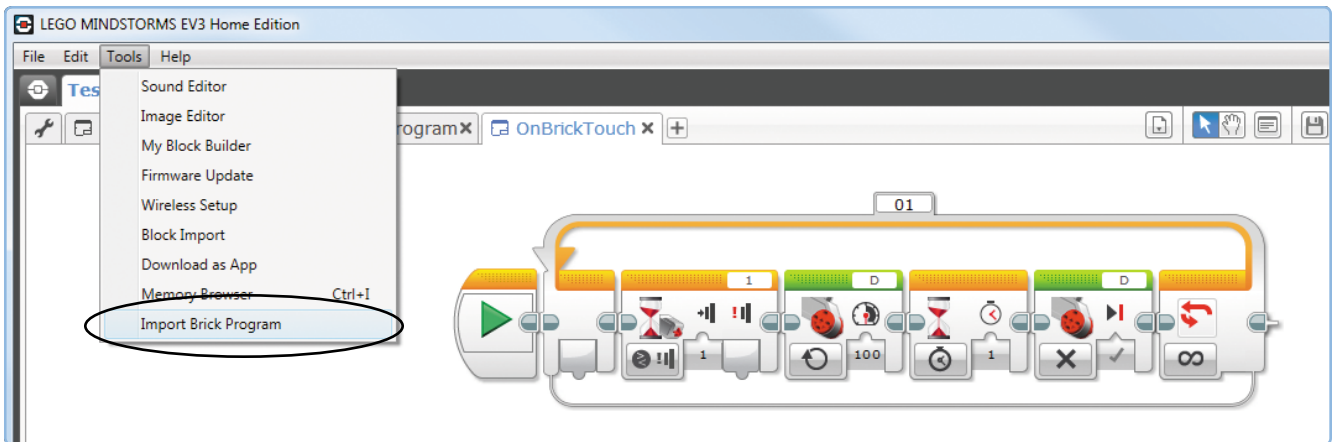 LEGO MINDSTORMS EV3 Home Edition
File Edit Tools Help
Tes
rogram OnBrickTouch
Sound Editor
Image Editor
My Block Builder
Firmware Update
Wireless Setup
Block Import
Download as App
Memory Browser Ctrl+I
Import Brick Program
01
1 D D
1 100 1